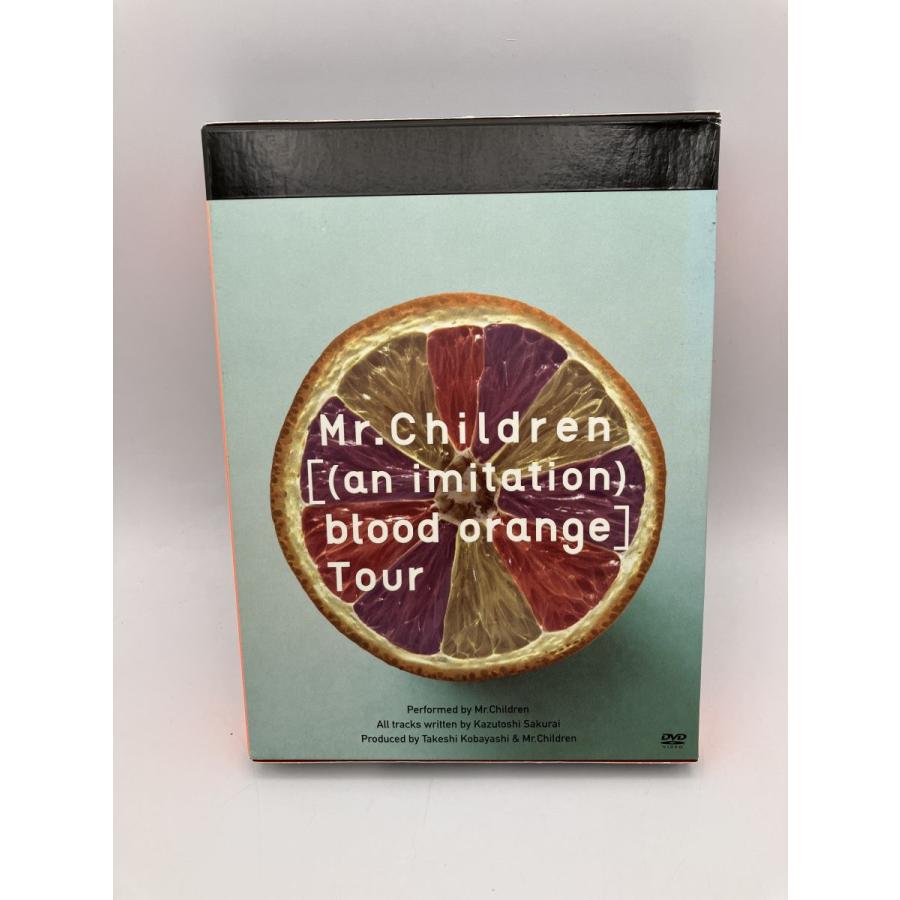 Mr.Children
[(an imitation)
blood orange]
Tour
Performed by Mr.Children
All tracks written by Kazutoshi Sakurai
Produced by Takeshi Kobayashi & Mr.Children
DVD
VIDEO